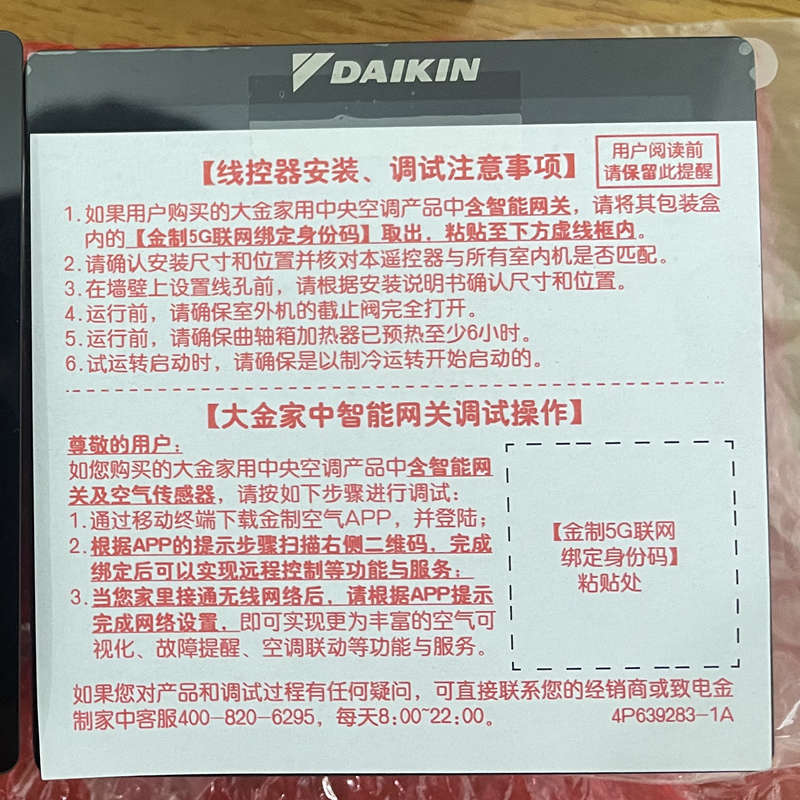 DAIKIN
【线控器安装、调试注意事项】
用户阅读前
请保留此提醒
1.如果用户购买的大金家用中央空调产品中含智能网关，请将其包装盒
内的【金制5G联网绑定身份码】取出，粘贴至下方虚线框内。
2.请确认安装尺寸和位置并核对本遥控器与所有室内机是否匹配。
3.在墙壁上设置线孔前，请根据安装说明书确认尺寸和位置。
4.运行前，请确保室外机的截止阀完全打开。
5.运行前，请确保曲轴箱加热器已预热至少6小时。
6.试运转启动时，请确保是以制冷运转开始启动的。
【大金家中智能网关调试操作】
尊敬的用户：
如您购买的大金家用中央空调产品中含智能网
关及空气传感器，请按如下步骤进行调试：
1.通过移动终端下载金制空气APP，并登陆；
2.根据APP的提示步骤扫描右侧二维码，完成
绑定后可以实现远程控制等功能与服务；
3.当您家里接通无线网络后，请根据APP提示
完成网络设置，即可实现更为丰富的空气可
视化、故障提醒、空调联动等功能与服务。
【金制5G联网
绑定身份码】
粘贴处
如果您对产品和调试过程有任何疑问，可直接联系您的经销商或致电金
制家中客服400-820-6295，每天8:00~22:00。
4P639283-1A